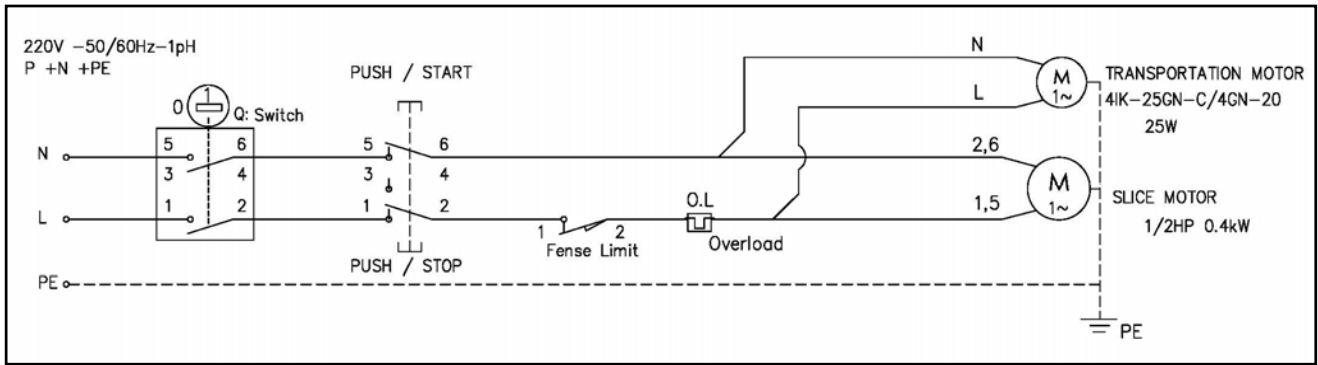 220V -50/60Hz-1pH
P +N +PE
0
1
Q: Switch
PUSH / START
N
5
6
3
4
L
1
2
5
6
3
4
1
2
PUSH / STOP
1
2
Fense Limit
O.L
Overload
N
L
M
1~
TRANSPORTATION MOTOR
4IK-25GN-C/4GN-20
25W
2,6
1,5
M
1~
SLICE MOTOR
1/2HP 0.4kW
PE
PE